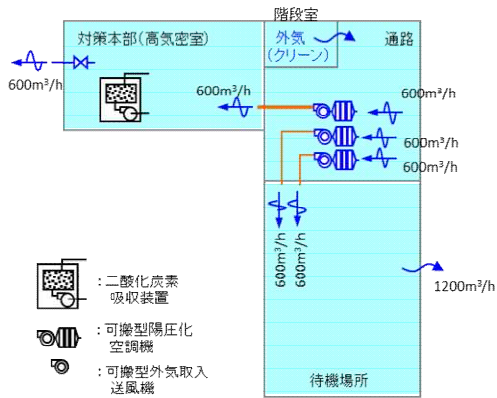 階段室
対策本部(高気密室)
外気
(クリーン)
通路
600m³/h
600m³/h
600m³/h
600m³/h
600m³/h
600m³/h
600m³/h
1200m³/h
:二酸化炭素
吸収装置
:可搬型陽圧化
空調機
:可搬型外気取入
送風機
待機場所